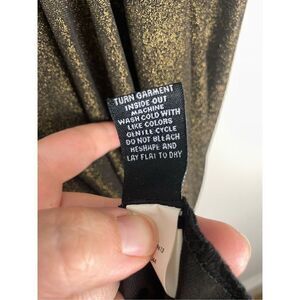 TURN GARMENT
INSIDE OUT
MACHINE
WASH COLD WITH
LIKE COLORS
GENTLE CYCLE
DO NOT BLEACH
RESHAPE AND
LAY FLAT TO DRY